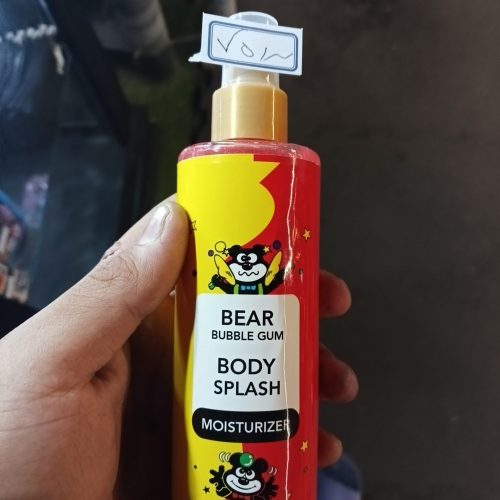 BEAR
BUBBLE GUM
BODY
SPLASH
MOISTURIZER